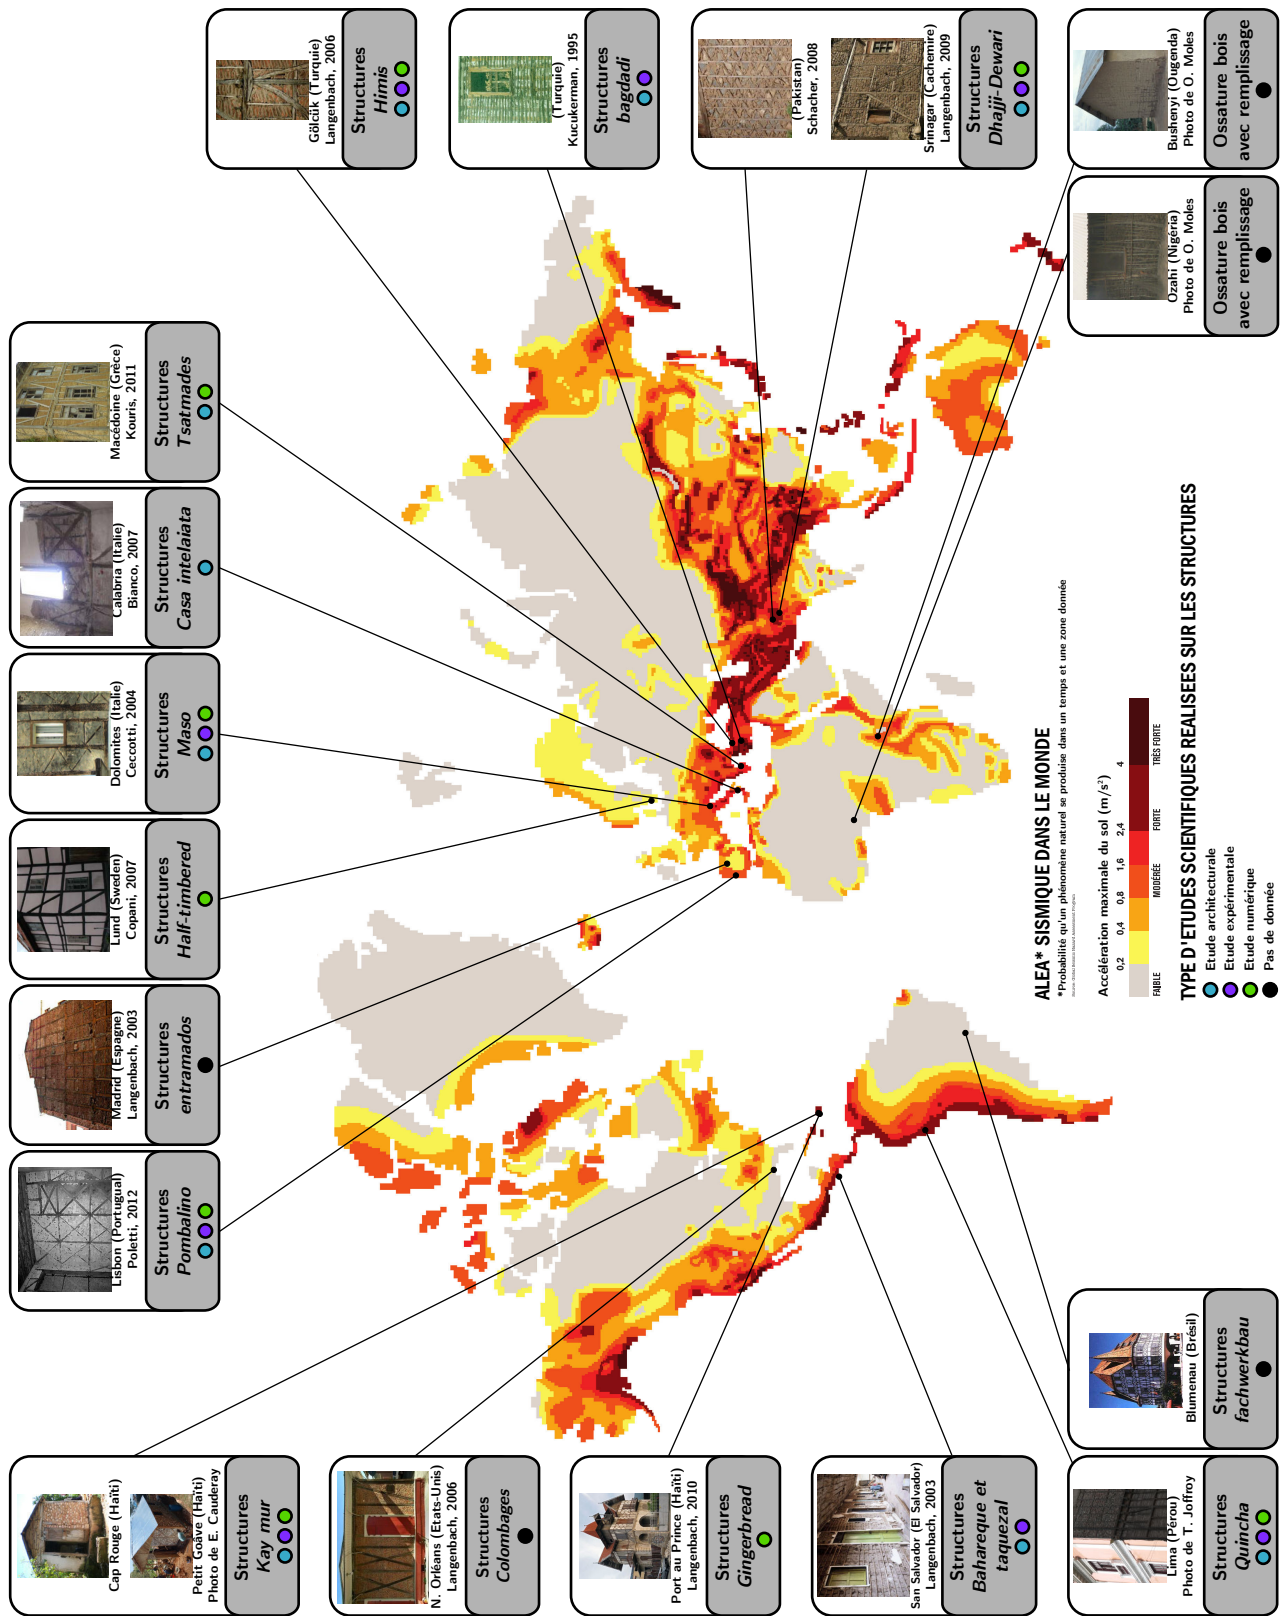 Cap Rouge (Haïti)
Petit Goâve (Haïti)
Photo de E. Cauderay
Structures
Kay mur
Lisbon (Portugual)
Poletti, 2012
Structures
Pombalino
Madrid (Espagne)
Langenbach, 2003
Structures
entramados
Lund (Sweden)
Copani, 2007
Structures
Half-timbered
Dolomites (Italie)
Ceccotti, 2004
Structures
Maso
Calabria (Italie)
Bianco, 2007
Structures
Casa intelaiata
Macédoine (Grèce)
Kouris, 2011
Structures
Tsatmades
Gölcük (Turquie)
Langenbach, 2006
Structures
Himis
(Turquie)
Kucukerman, 1995
Structures
bagdadi
(Pakistan)
Schacher, 2008
Srinagar (Cachemire)
Langenbach, 2009
Structures
Dhajji-Dewari
Bushenyi (Ougenda)
Photo de O. Moles
Ossature bois
avec remplissage
Ozahi (Nigéria)
Photo de O. Moles
Ossature bois
avec remplissage
N. Orléans (Etats-Unis)
Langenbach, 2006
Structures
Colombages
Port au Prince (Haïti)
Langenbach, 2010
Structures
Gingerbread
San Salvador (El Salvador)
Langenbach, 2003
Structures
Bahareque et
taquezal
Lima (Pérou)
Photo de T. Joffroy
Structures
Quincha
Blumenau (Brésil)
Structures
fachwerkbau
ALEA* SISMIQUE DANS LE MONDE
*Probabilité qu'un phénomène naturel se produise dans un temps et une zone donnée
Accélération maximale du sol (m/s²)
0,2 0,4 0,8 1,6 2,4 4
FAIBLE MODÉRÉE FORTE TRÈS FORTE
TYPE D'ETUDES SCIENTIFIQUES REALISEES SUR LES STRUCTURES
Etude architecturale
Etude expérimentale
Etude numérique
Pas de donnée